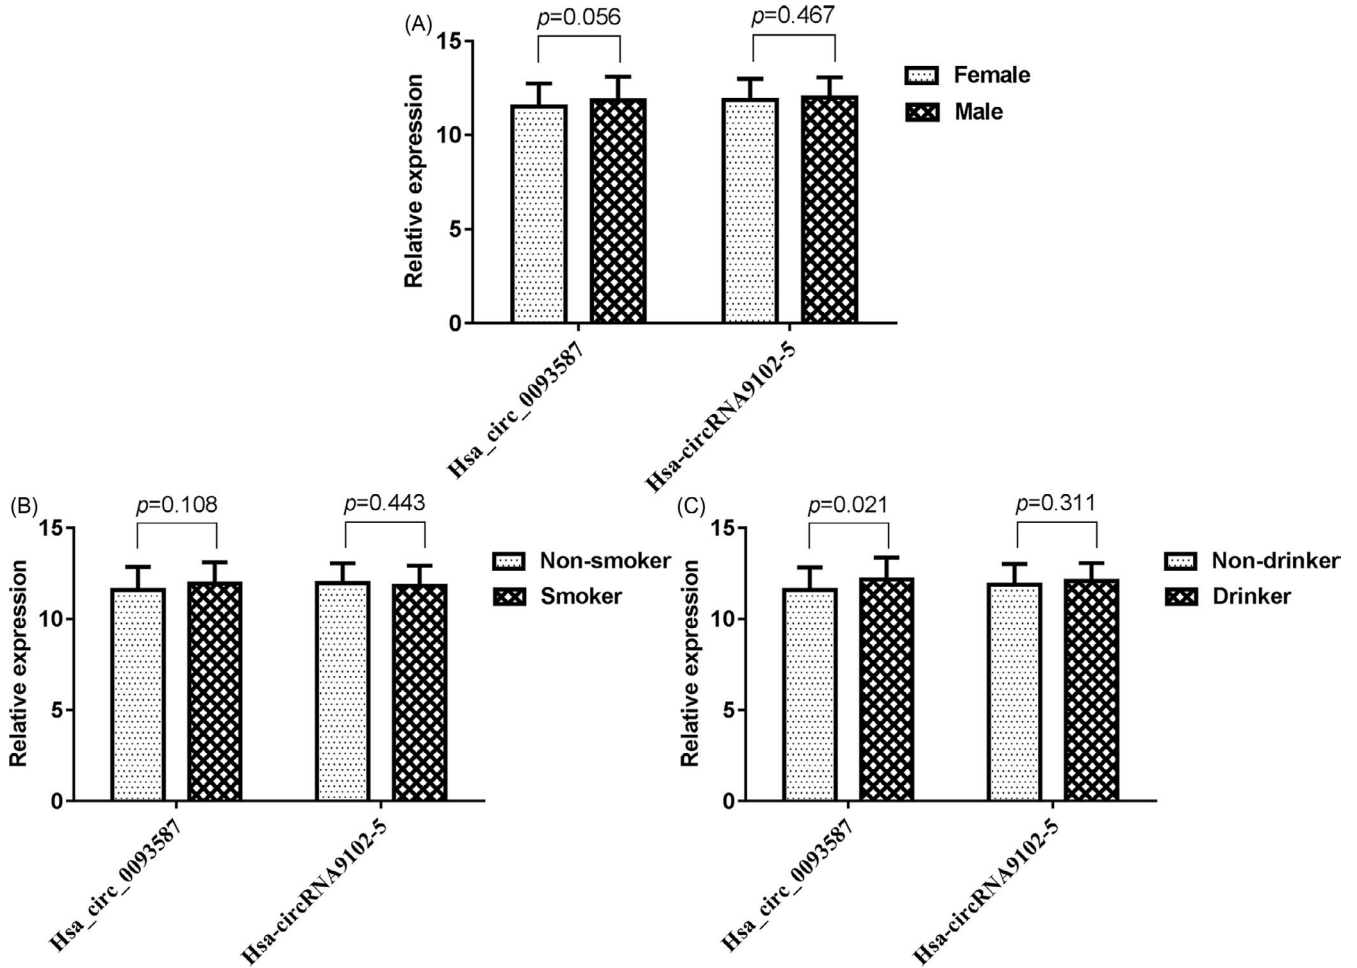 (A)
p=0.056
p=0.467
15
10
5
0
Relative expression
Female
Male
Hsa_circ_0093587
Hsa-circRNA9102-5
(B)
p=0.108
p=0.443
15
10
5
0
Relative expression
Non-smoker
Smoker
Hsa_circ_0093587
Hsa-circRNA9102-5
(C)
p=0.021
p=0.311
15
10
5
0
Relative expression
Non-drinker
Drinker
Hsa_circ_0093587
Hsa-circRNA9102-5